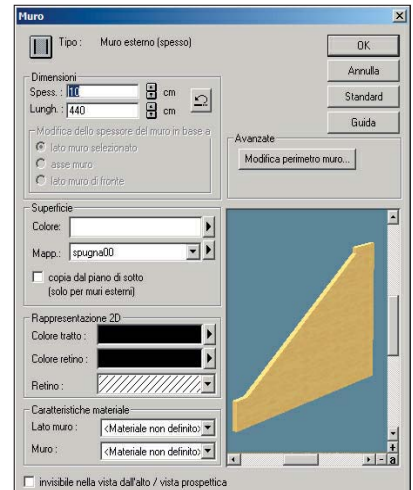 Muro
Tipo : Muro esterno (spesso)
OK
Annulla
Standard
Guida
Dimensioni
Spess. : 10 cm
Lungh. : 440 cm
Modifica dello spessore del muro in base a
lato muro selezionato
asse muro
lato muro di fronte
Avanzate
Modifica perimetro muro...
Superficie
Colore:
Mapp.: spugna00
copia dal piano di sotto
(solo per muri esterni)
Rappresentazione 2D
Colore tratto :
Colore retino :
Retino :
Caratteristiche materiale
Lato muro : <Materiale non definito>
Muro : <Materiale non definito>
+
- a
invisibile nella vista dall'alto / vista prospettica